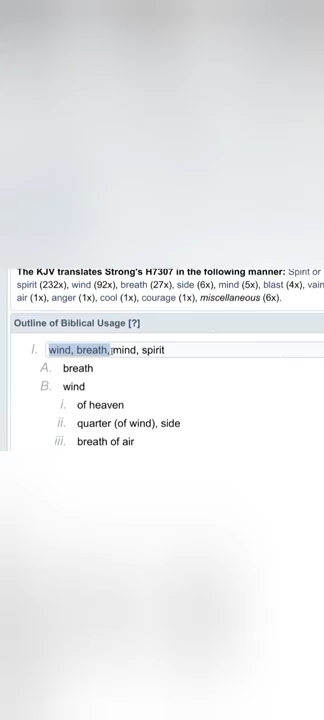 The KJV translates Strong's H7307 in the following manner: Spirit or
spirit (232x), wind (92x), breath (27x), side (6x), mind (5x), blast (4x), vain
air (1x), anger (1x), cool (1x), courage (1x), miscellaneous (6x).
Outline of Biblical Usage [?]
I. wind, breath, mind, spirit
A. breath
B. wind
i. of heaven
ii. quarter (of wind), side
iii. breath of air